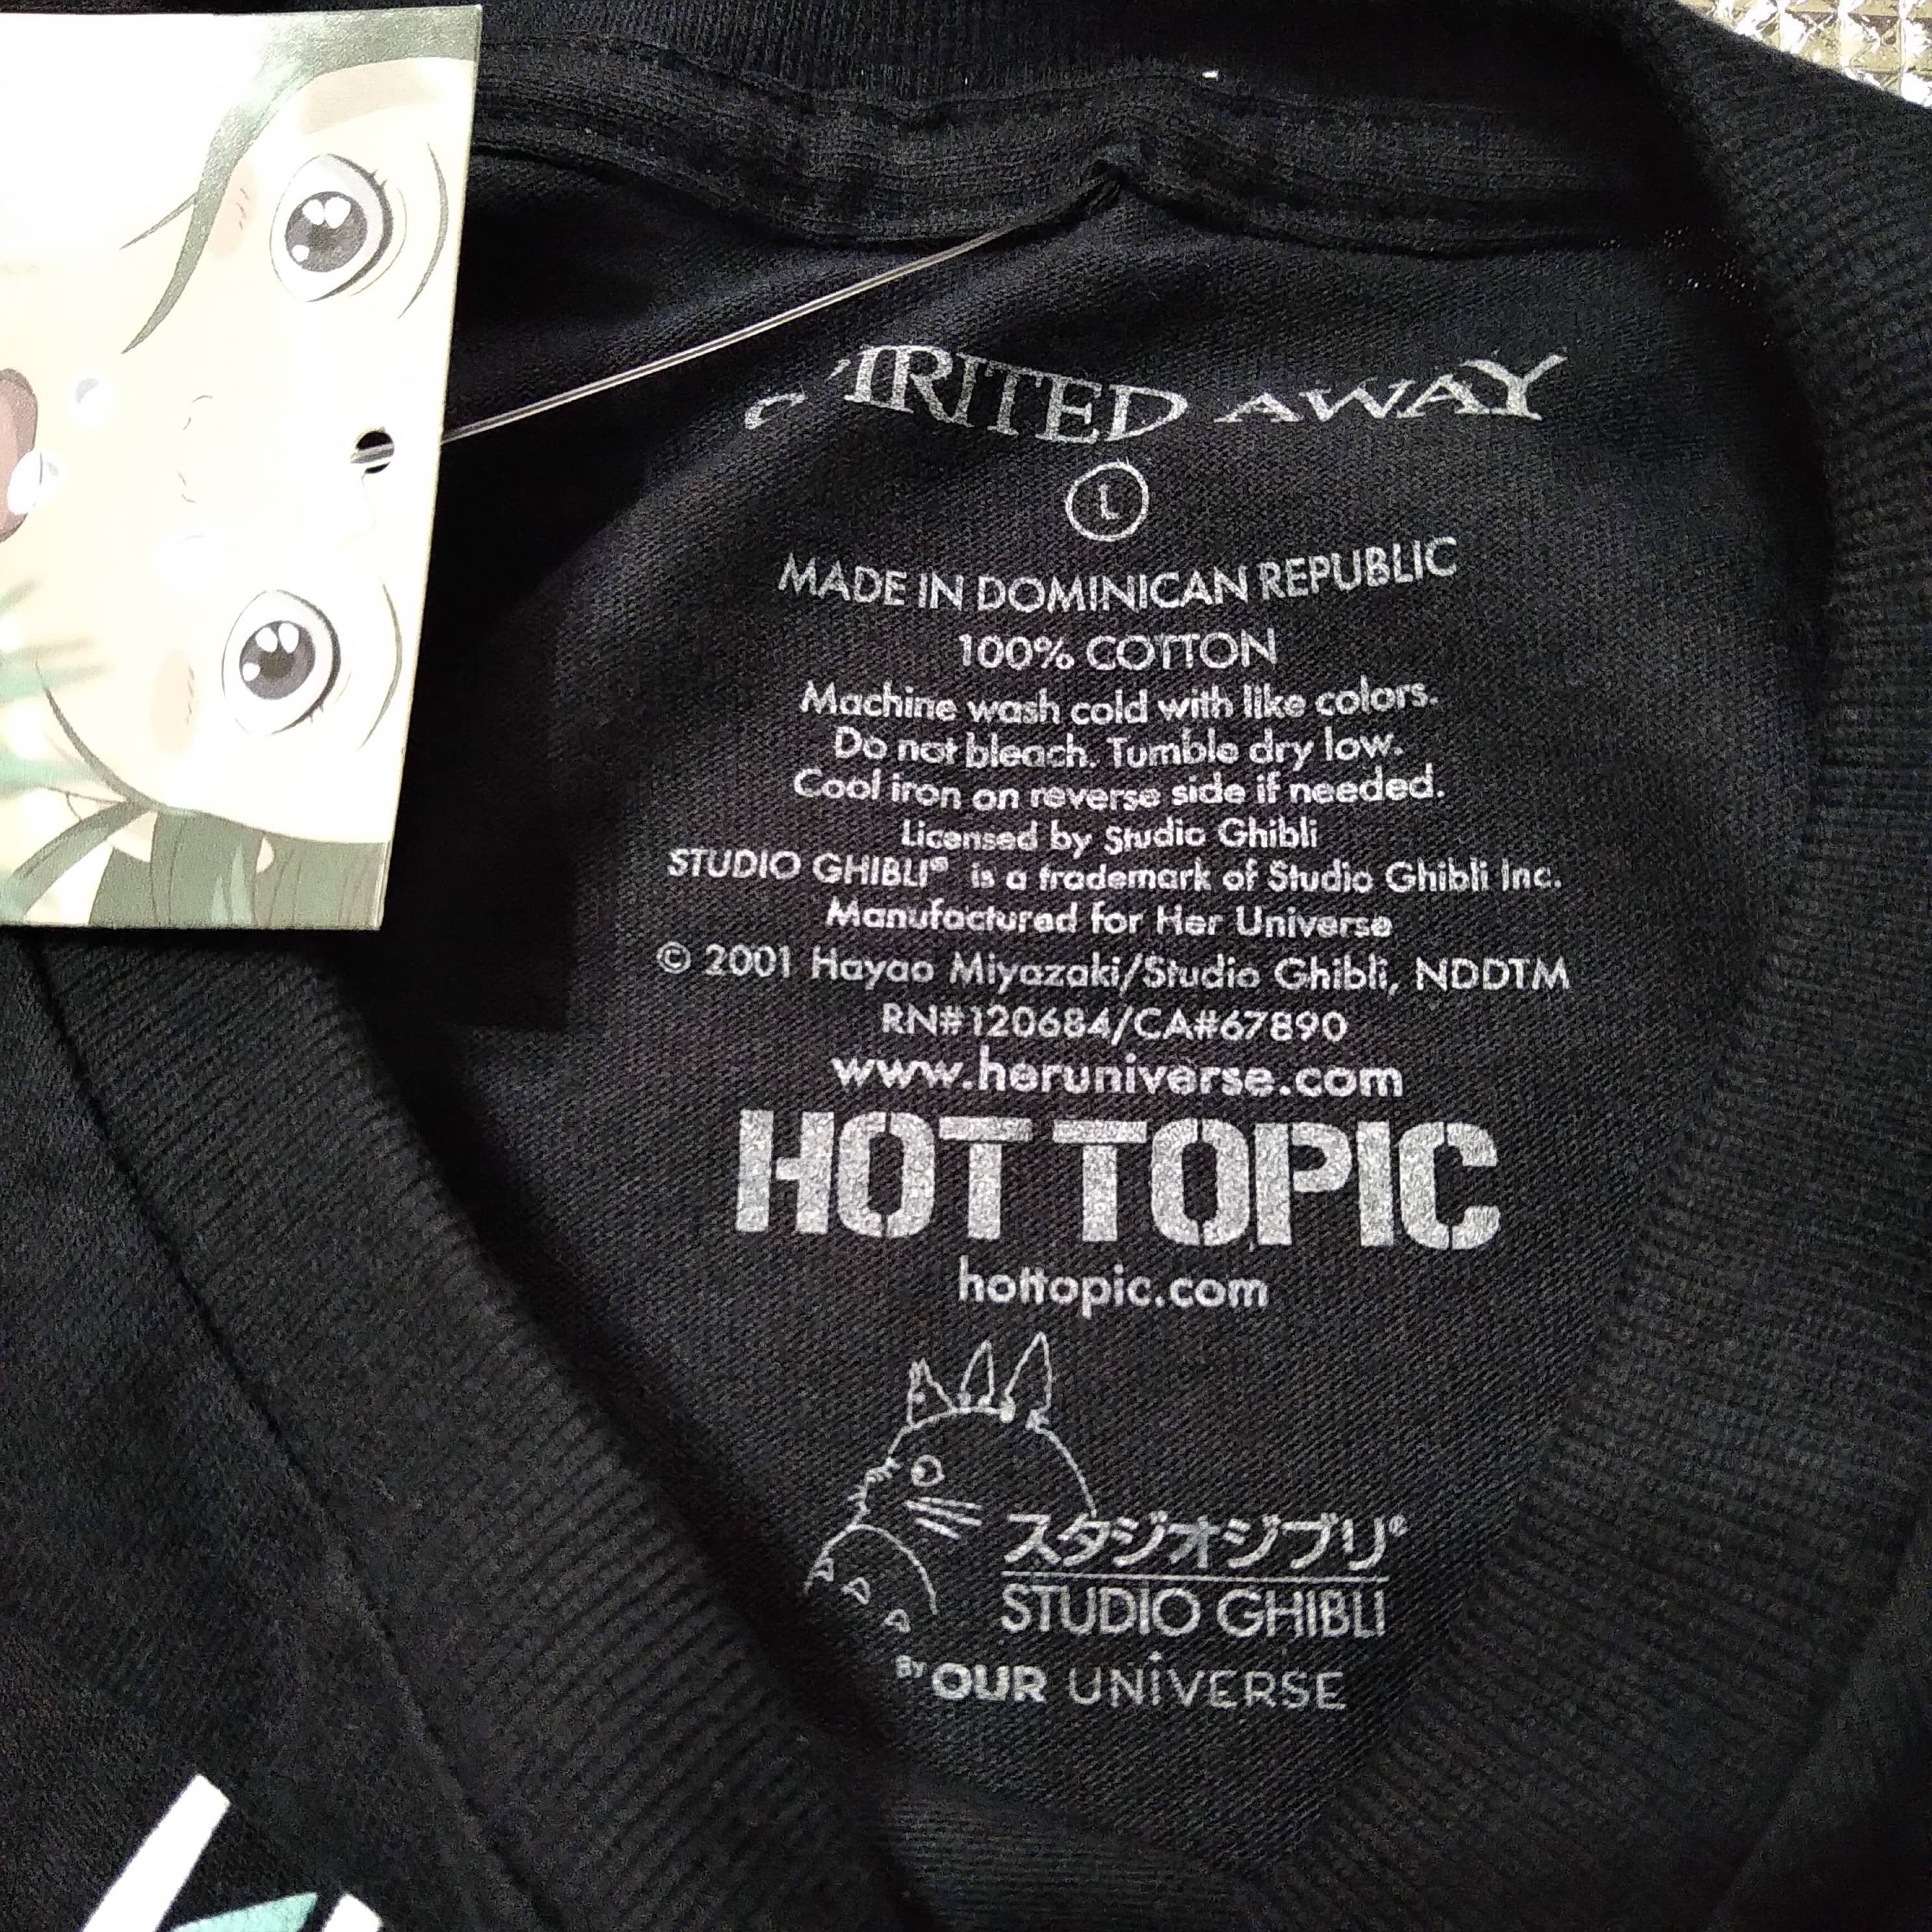 SPIRITED AWAY
L
MADE IN DOMINICAN REPUBLIC
100% COTTON
Machine wash cold with like colors.
Do not bleach. Tumble dry low.
Cool iron on reverse side if needed.
Licensed by Studio Ghibli
STUDIO GHIBLI® is a trademark of Studio Ghibli Inc.
Manufactured for Her Universe
© 2001 Hayao Miyazaki/Studio Ghibli, NDDTM
RN#120684/CA#67890
www.heruniverse.com
HOT TOPIC
hottopic.com
スタジオジブリ®
STUDIO GHIBLI
BY OUR UNiVERSE